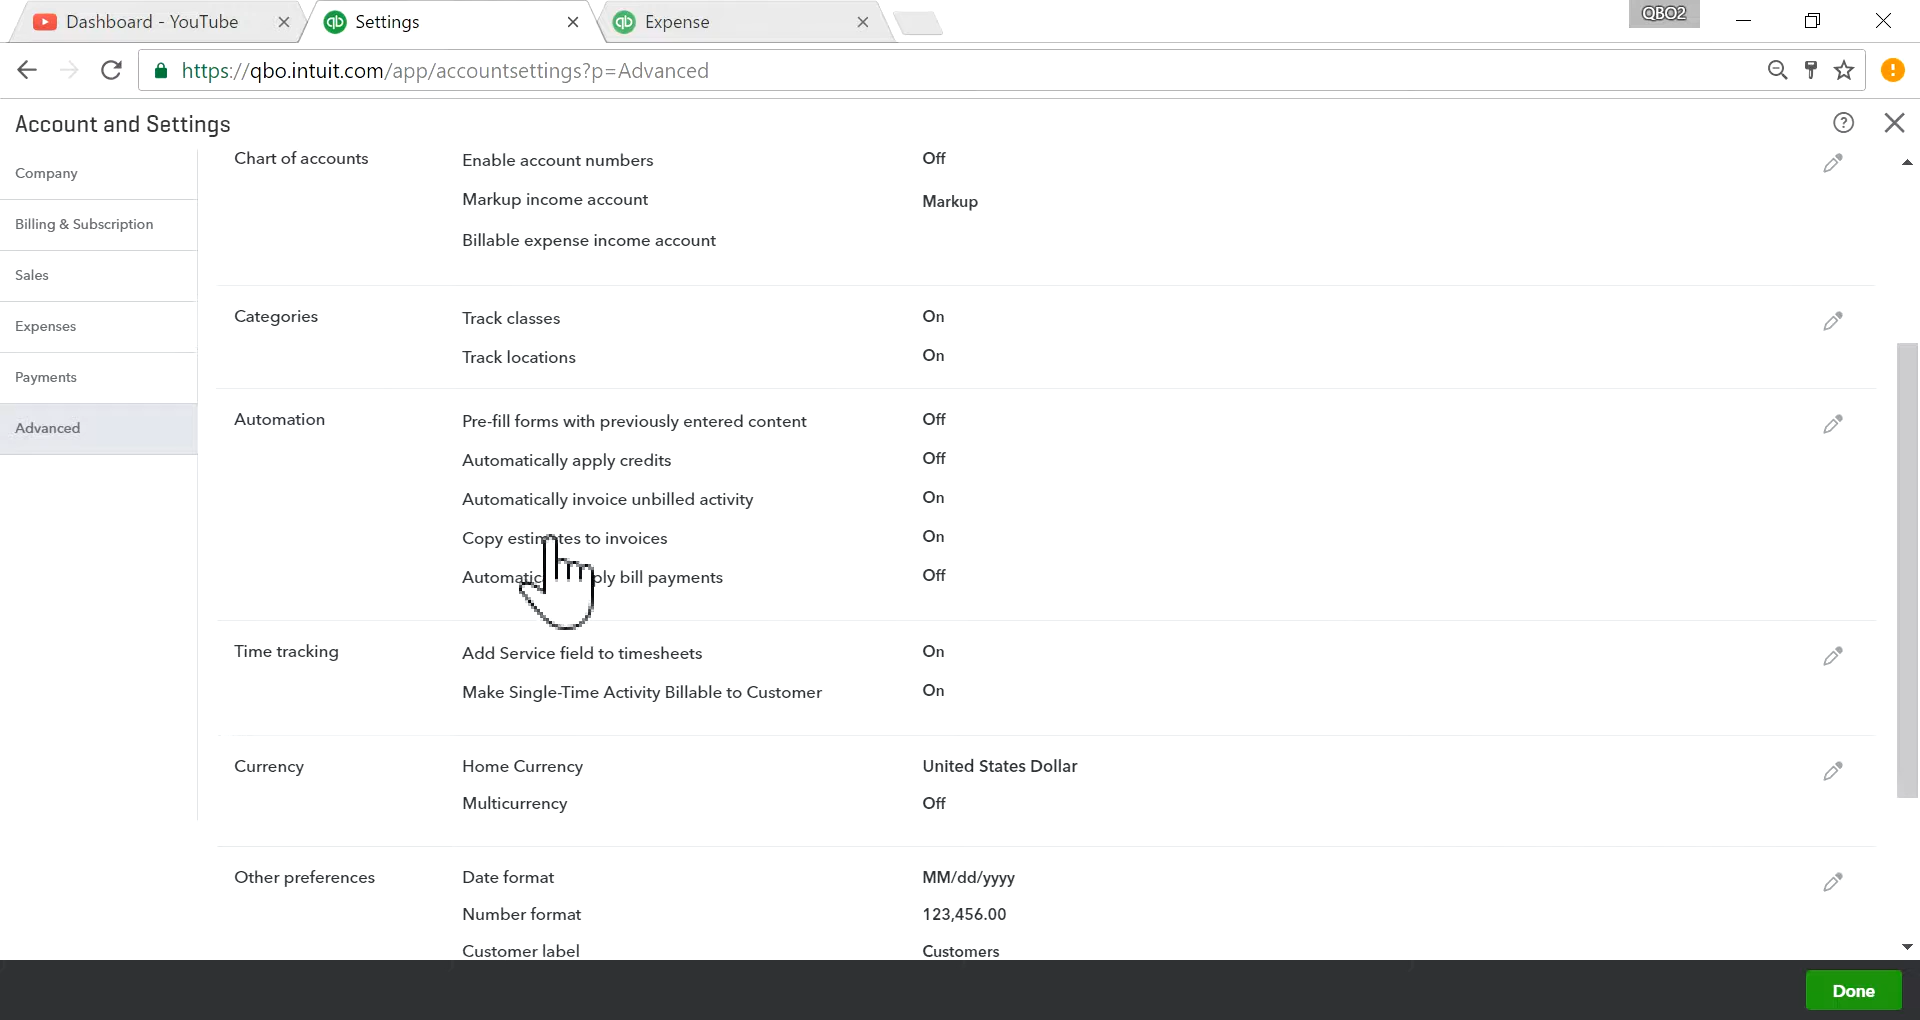 Dashboard - YouTube
Settings
Expense
QBO2
https://qbo.intuit.com/app/accountsettings?p=Advanced
Account and Settings
Company
Billing & Subscription
Sales
Expenses
Payments
Advanced
Chart of accounts
Enable account numbers Off
Markup income account Markup
Billable expense income account
Categories
Track classes On
Track locations On
Automation
Pre-fill forms with previously entered content Off
Automatically apply credits Off
Automatically invoice unbilled activity On
Copy estimates to invoices On
Automatic ply bill payments Off
Time tracking
Add Service field to timesheets On
Make Single-Time Activity Billable to Customer On
Currency
Home Currency United States Dollar
Multicurrency Off
Other preferences
Date format MM/dd/yyyy
Number format 123,456.00
Customer label Customers
Done